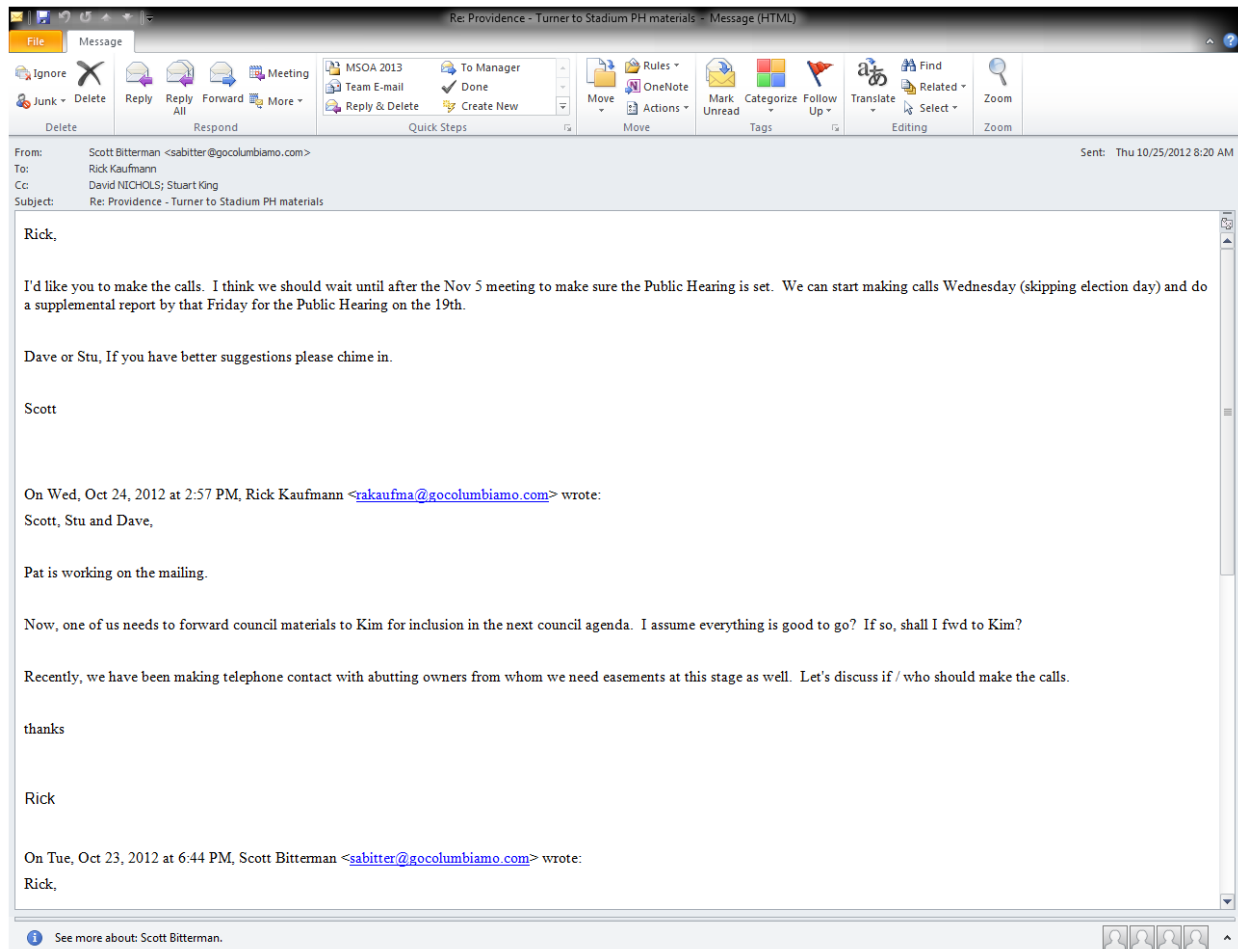 Re: Providence - Turner to Stadium PH materials - Message (HTML)
File
Message
Ignore
Junk
Delete
Delete
Reply
Reply All
Forward
Meeting
More
Respond
MSOA 2013
Team E-mail
Reply & Delete
To Manager
Done
Create New
Quick Steps
Move
Rules
OneNote
Actions
Move
Mark Unread
Categorize
Follow Up
Tags
Translate
Find
Related
Select
Editing
Zoom
Zoom
From: Scott Bitterman <sabitter@gocolumbiamo.com>
Sent: Thu 10/25/2012 8:20 AM
To: Rick Kaufmann
Cc: David NICHOLS; Stuart King
Subject: Re: Providence - Turner to Stadium PH materials
Rick,
I'd like you to make the calls. I think we should wait until after the Nov 5 meeting to make sure the Public Hearing is set. We can start making calls Wednesday (skipping election day) and do
a supplemental report by that Friday for the Public Hearing on the 19th.
Dave or Stu, If you have better suggestions please chime in.
Scott
On Wed, Oct 24, 2012 at 2:57 PM, Rick Kaufmann <rakaufma@gocolumbiamo.com> wrote:
Scott, Stu and Dave,
Pat is working on the mailing.
Now, one of us needs to forward council materials to Kim for inclusion in the next council agenda. I assume everything is good to go? If so, shall I fwd to Kim?
Recently, we have been making telephone contact with abutting owners from whom we need easements at this stage as well. Let's discuss if / who should make the calls.
thanks
Rick
On Tue, Oct 23, 2012 at 6:44 PM, Scott Bitterman <sabitter@gocolumbiamo.com> wrote:
Rick,
See more about: Scott Bitterman.